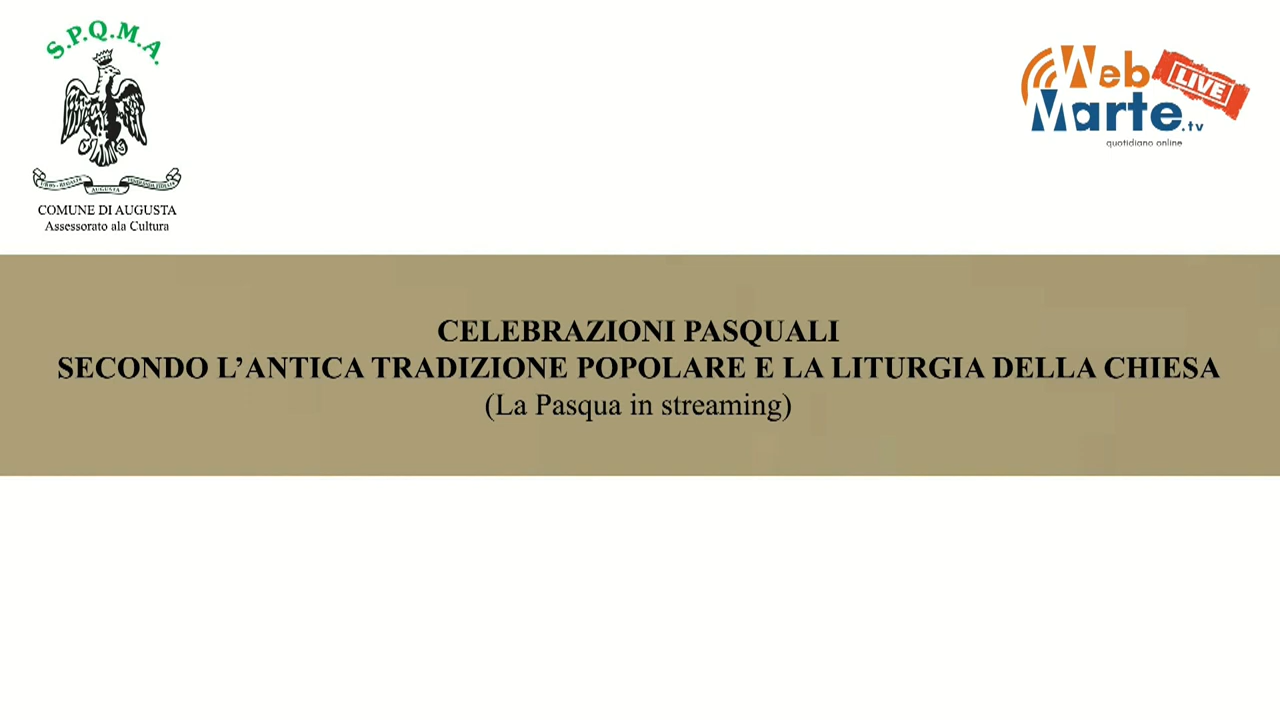 S.P.Q.M.A.
AUGUSTA
COMUNE DI AUGUSTA
Assessorato ala Cultura
Web
LIVE
Marte.tv
quotidiano online
CELEBRAZIONI PASQUALI
SECONDO L'ANTICA TRADIZIONE POPOLARE E LA LITURGIA DELLA CHIESA
(La Pasqua in streaming)